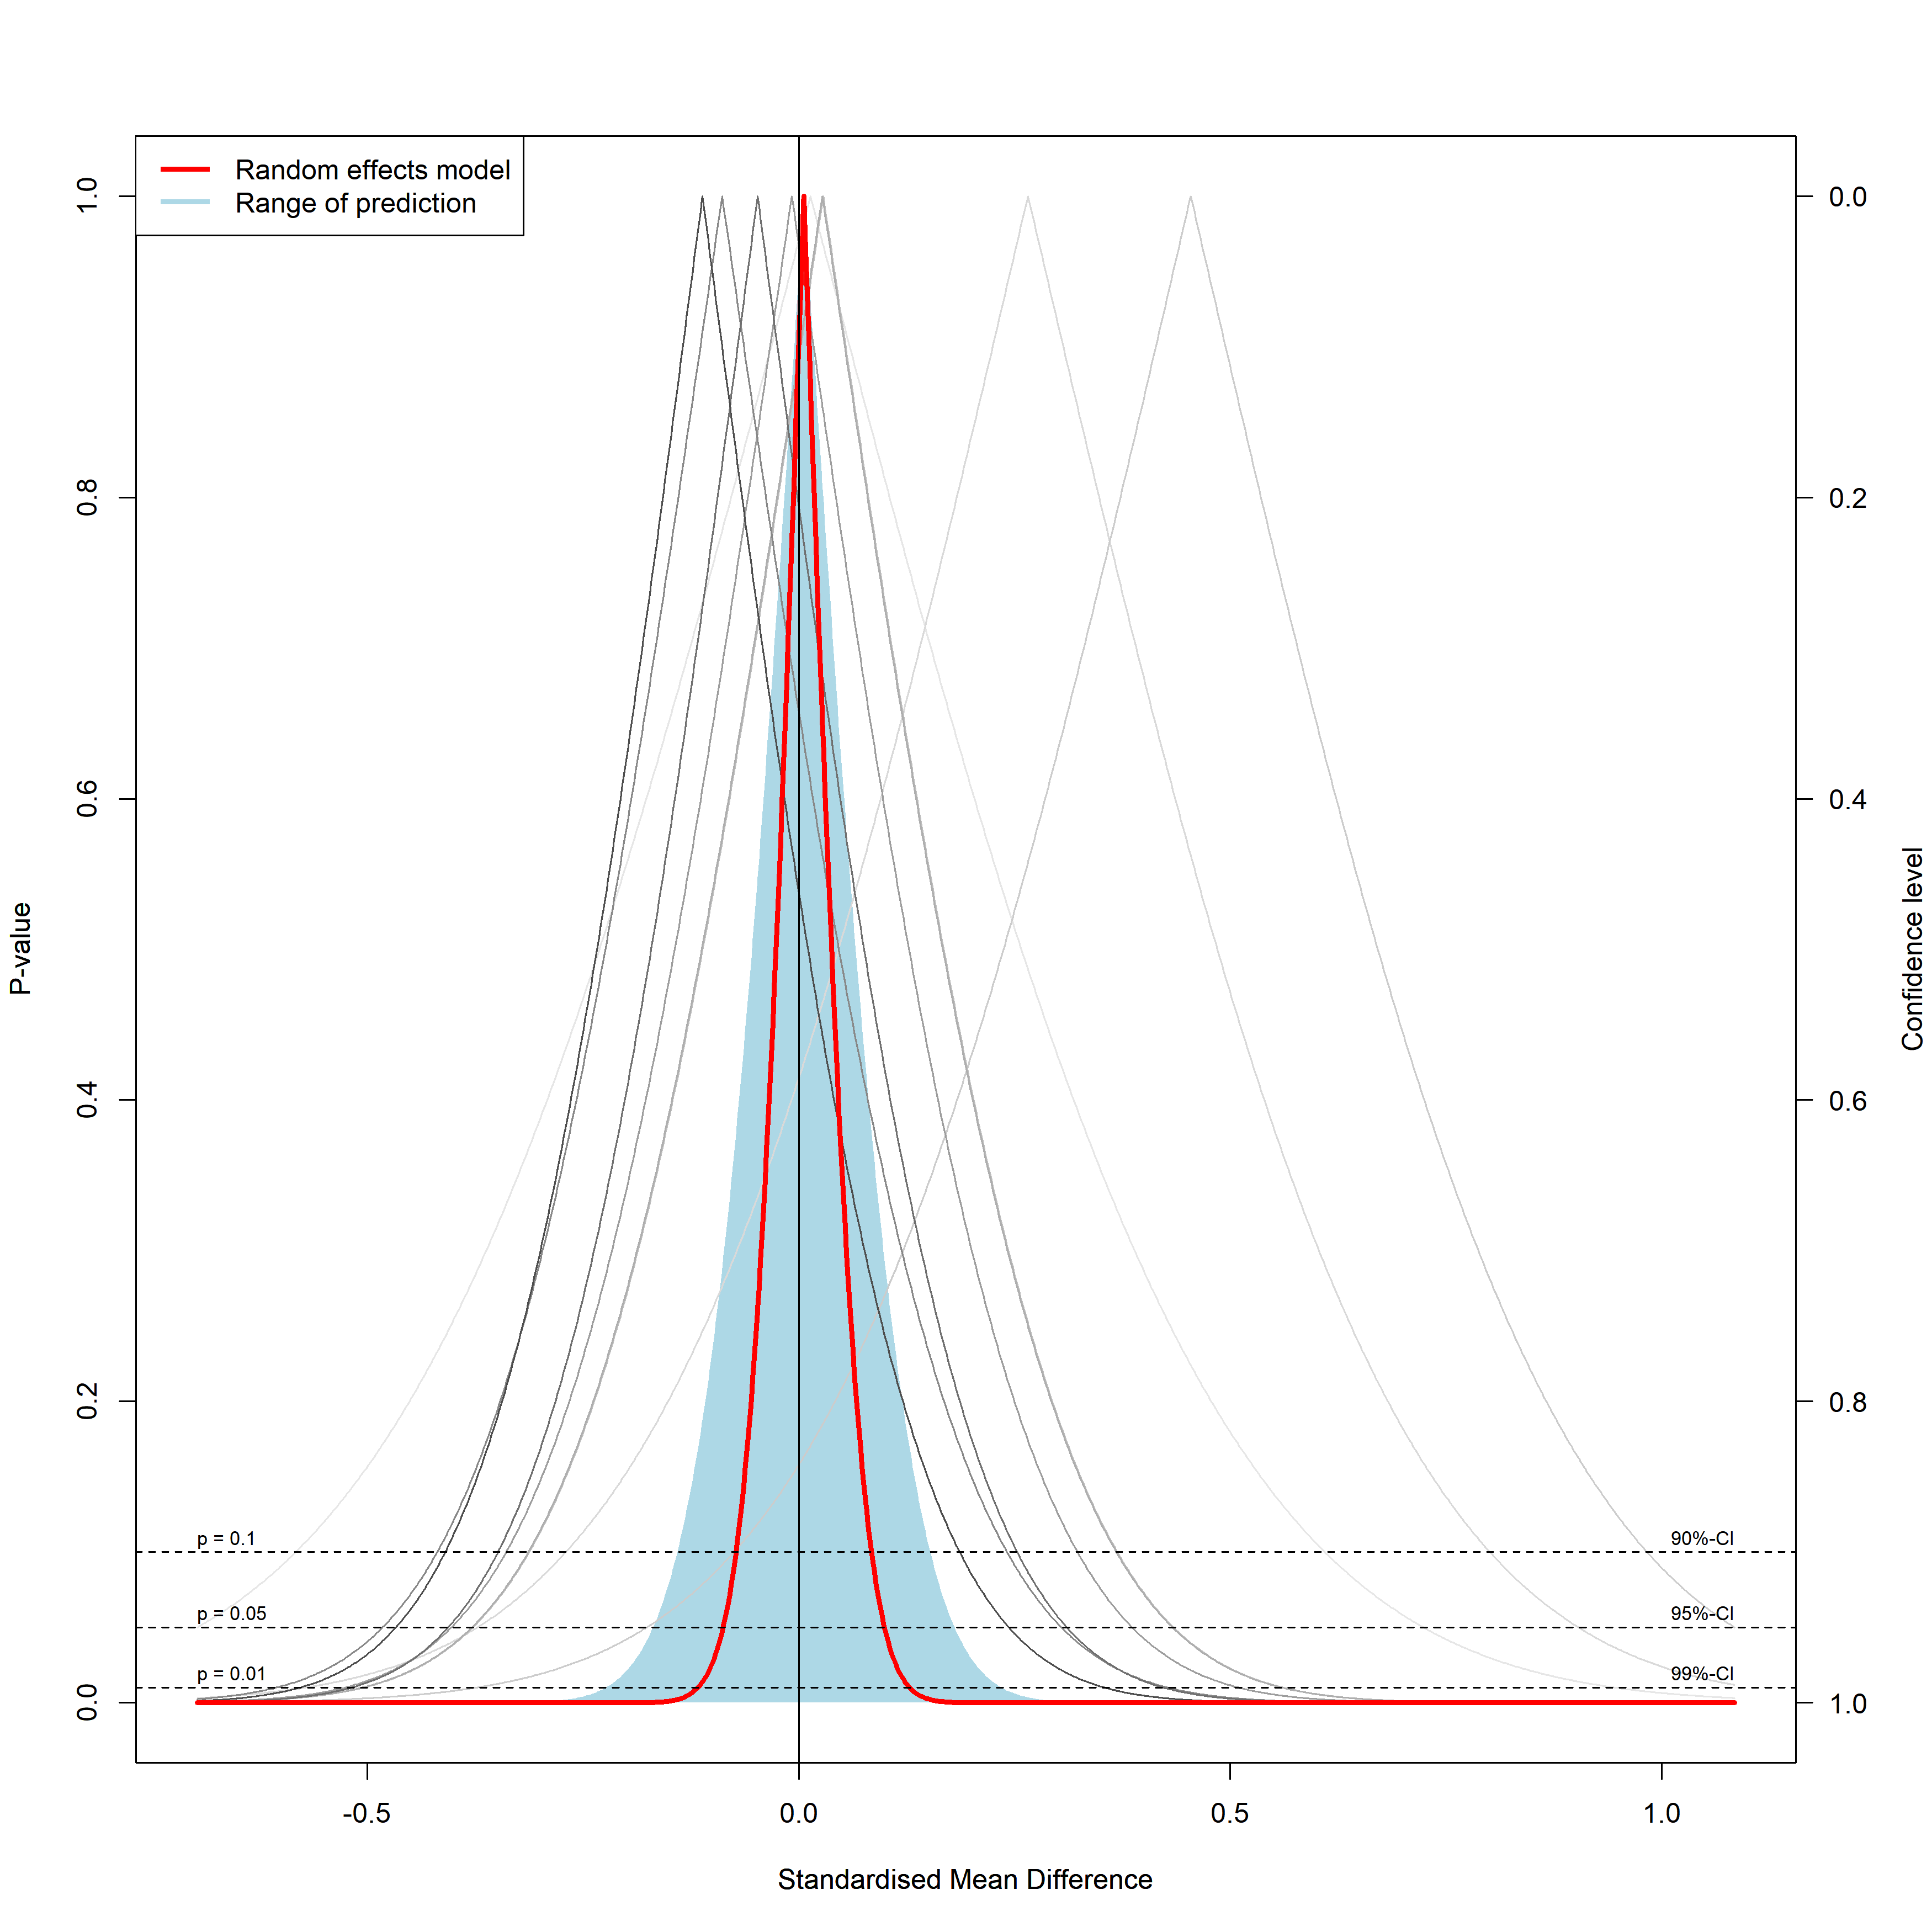 Random effects model
Range of prediction
1.0
0.8
0.6
0.4
0.2
0.0
P-value
0.0
0.2
0.4
0.6
0.8
1.0
Confidence level
p = 0.1
90%-CI
p = 0.05
95%-CI
p = 0.01
99%-CI
-0.5
0.0
0.5
1.0
Standardised Mean Difference